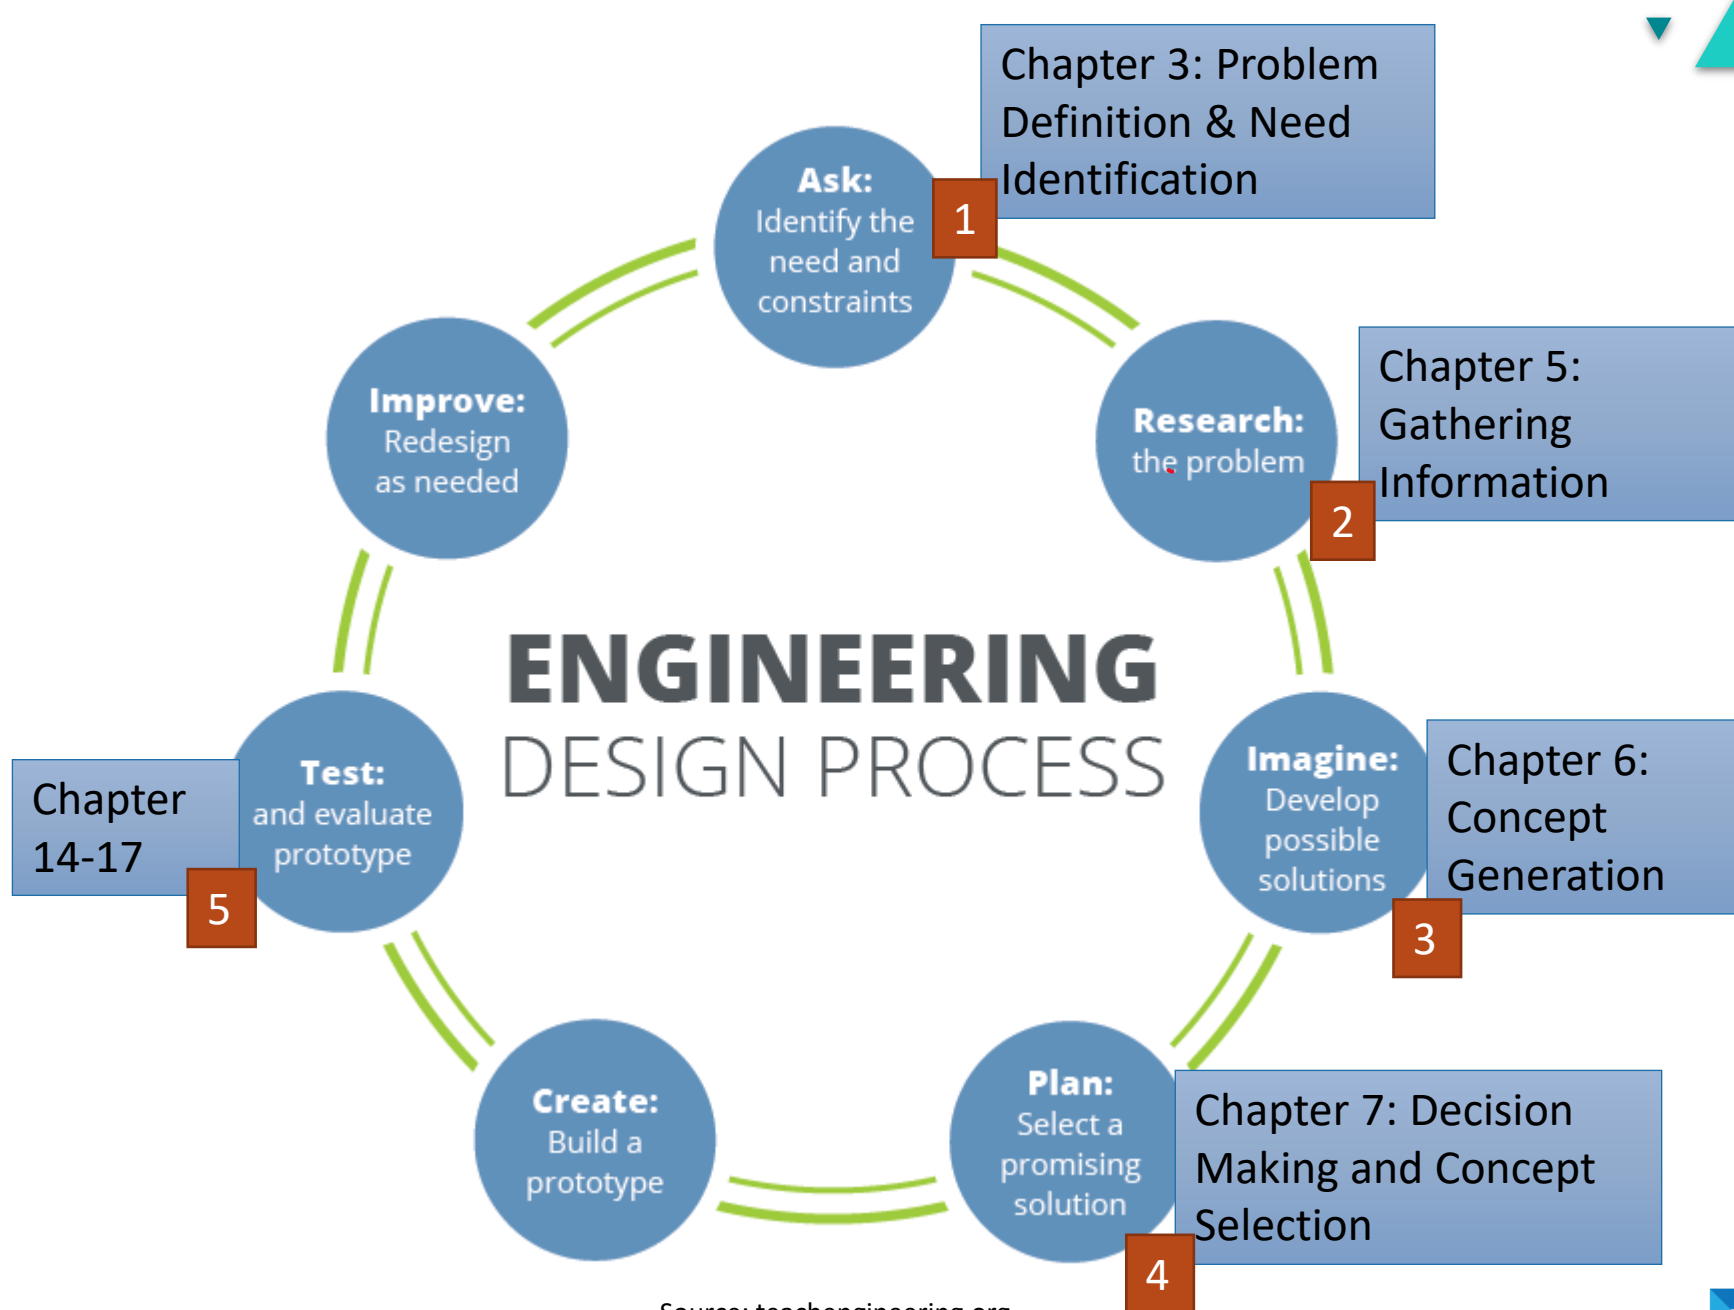 Chapter 3: Problem
Definition & Need
Identification
1
Ask:
Identify the
need and
constraints
Research:
the problem
Chapter 5:
Gathering
Information
2
Imagine:
Develop
possible
solutions
Chapter 6:
Concept
Generation
3
Plan:
Select a
promising
solution
Chapter 7: Decision
Making and Concept
Selection
4
Create:
Build a
prototype
Test:
and evaluate
prototype
Chapter
14-17
5
Improve:
Redesign
as needed
ENGINEERING
DESIGN PROCESS
Source: teachengineering.org